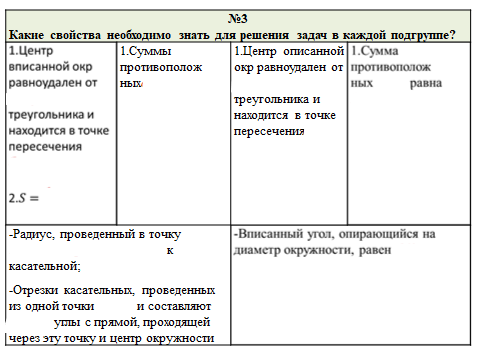 №3
Какие свойства необходимо знать для решения задач в каждой подгруппе?
1.Центр
вписанной окр
равноудален от
треугольника и
находится в точке
пересечения
2.S =
1.Суммы
противополож
ных
1.Центр описанной
окр равноудален от
треугольника и
находится в точке
пересечения
1.Сумма
противополож
ных равна
-Радиус, проведенный в точку
к
касательной;
-Отрезки касательных, проведенных
из одной точки и составляют
углы с прямой, проходящей
через эту точку и центр окружности
-Вписанный угол, опирающийся на
диаметр окружности, равен